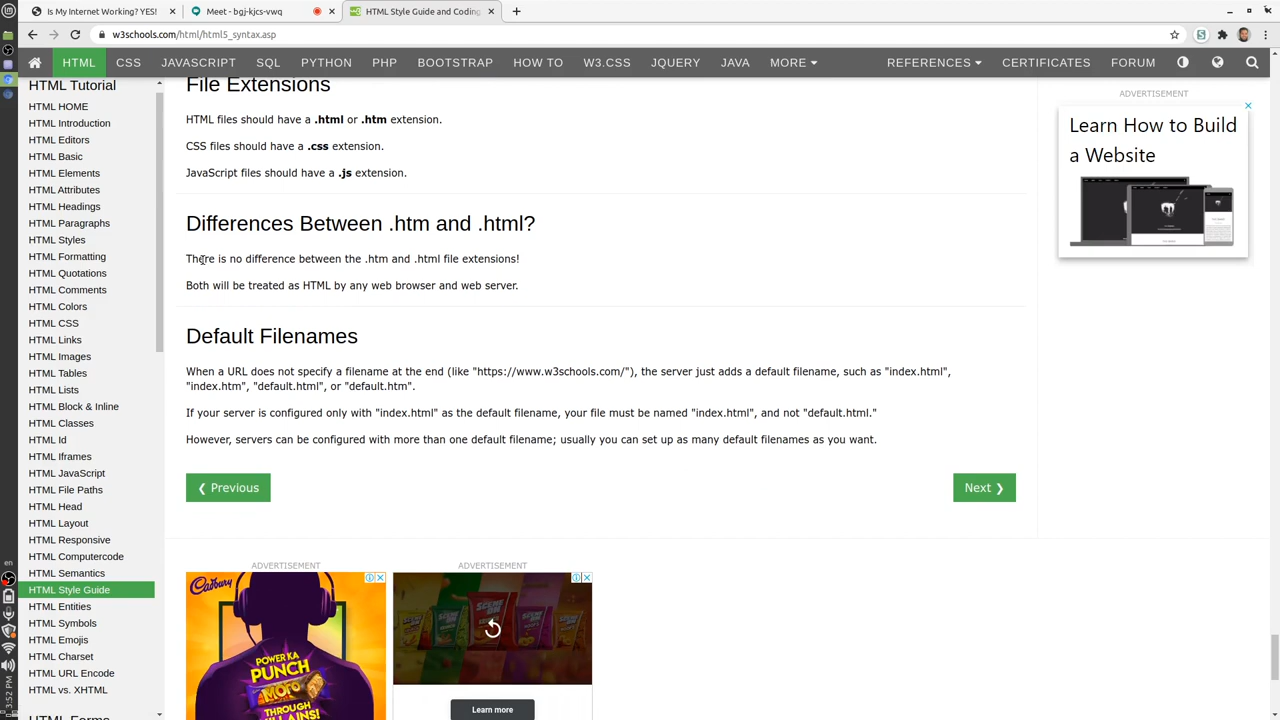 Is My Internet Working? YES!
Meet - bgj-kjcs-vwq
HTML Style Guide and Coding
w3schools.com/html/html5_syntax.asp
HTML CSS JAVASCRIPT SQL PYTHON PHP BOOTSTRAP HOW TO W3.CSS JQUERY JAVA MORE REFERENCES CERTIFICATES FORUM
HTML Tutorial
HTML HOME
HTML Introduction
HTML Editors
HTML Basic
HTML Elements
HTML Attributes
HTML Headings
HTML Paragraphs
HTML Styles
HTML Formatting
HTML Quotations
HTML Comments
HTML Colors
HTML CSS
HTML Links
HTML Images
HTML Tables
HTML Lists
HTML Block & Inline
HTML Classes
HTML Id
HTML Iframes
HTML JavaScript
HTML File Paths
HTML Head
HTML Layout
HTML Responsive
HTML Computercode
HTML Semantics
HTML Style Guide
HTML Entities
HTML Symbols
HTML Emojis
HTML Charset
HTML URL Encode
HTML vs. XHTML
HTML Forms
File Extensions
HTML files should have a .html or .htm extension.
CSS files should have a .css extension.
JavaScript files should have a .js extension.
Differences Between .htm and .html?
There is no difference between the .htm and .html file extensions!
Both will be treated as HTML by any web browser and web server.
Default Filenames
When a URL does not specify a filename at the end (like "https://www.w3schools.com/"), the server just adds a default filename, such as "index.html",
"index.htm", "default.html", or "default.htm".
If your server is configured only with "index.html" as the default filename, your file must be named "index.html", and not "default.html."
However, servers can be configured with more than one default filename; usually you can set up as many default filenames as you want.
❮ Previous
Next ❯
ADVERTISEMENT
Cadbury
POWER KA
PUNCH
THROUGH
VILLAINS!
ADVERTISEMENT
Learn more
ADVERTISEMENT
Learn How to Build
a Website
en
3:52 PM